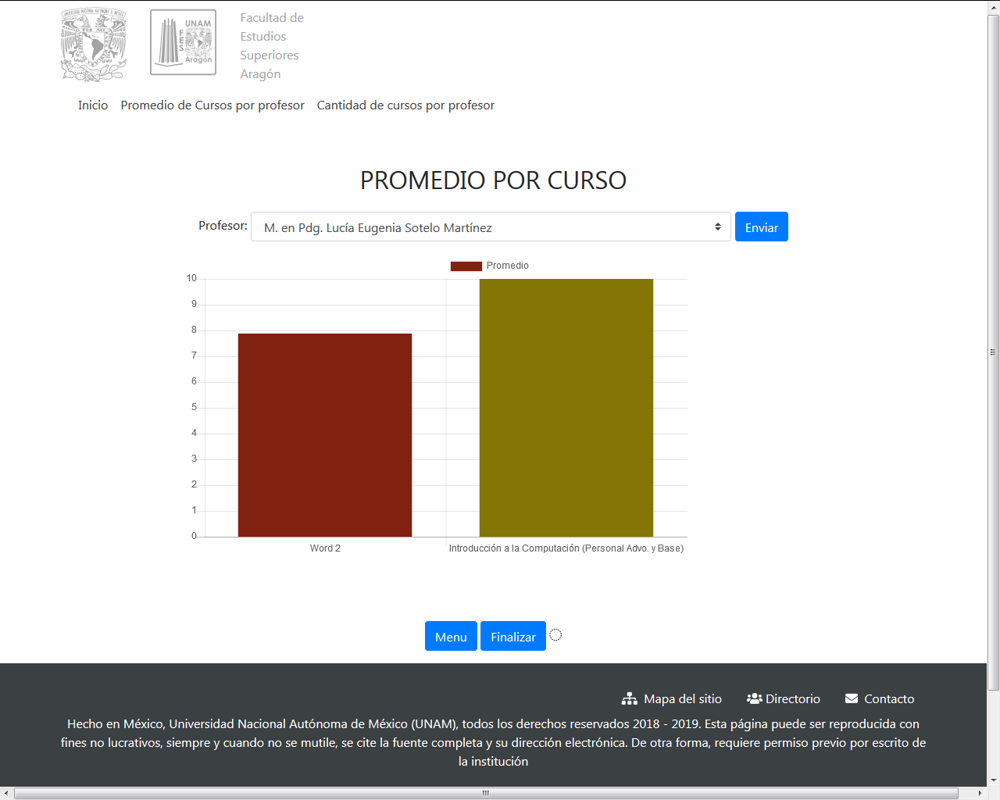 UNAM
FES
Aragón
Facultad de
Estudios
Superiores
Aragón
Inicio Promedio de Cursos por profesor Cantidad de cursos por profesor
PROMEDIO POR CURSO
Profesor: M. en Pdg. Lucía Eugenia Sotelo Martínez Enviar
Promedio
10
9
8
7
6
5
4
3
2
1
0
Word 2 Introducción a la Computación (Personal Advo. y Base)
Menu Finalizar
Mapa del sitio Directorio Contacto
Hecho en México, Universidad Nacional Autónoma de México (UNAM), todos los derechos reservados 2018 - 2019. Esta página puede ser reproducida con
fines no lucrativos, siempre y cuando no se mutile, se cite la fuente completa y su dirección electrónica. De otra forma, requiere permiso previo por escrito de
la institución